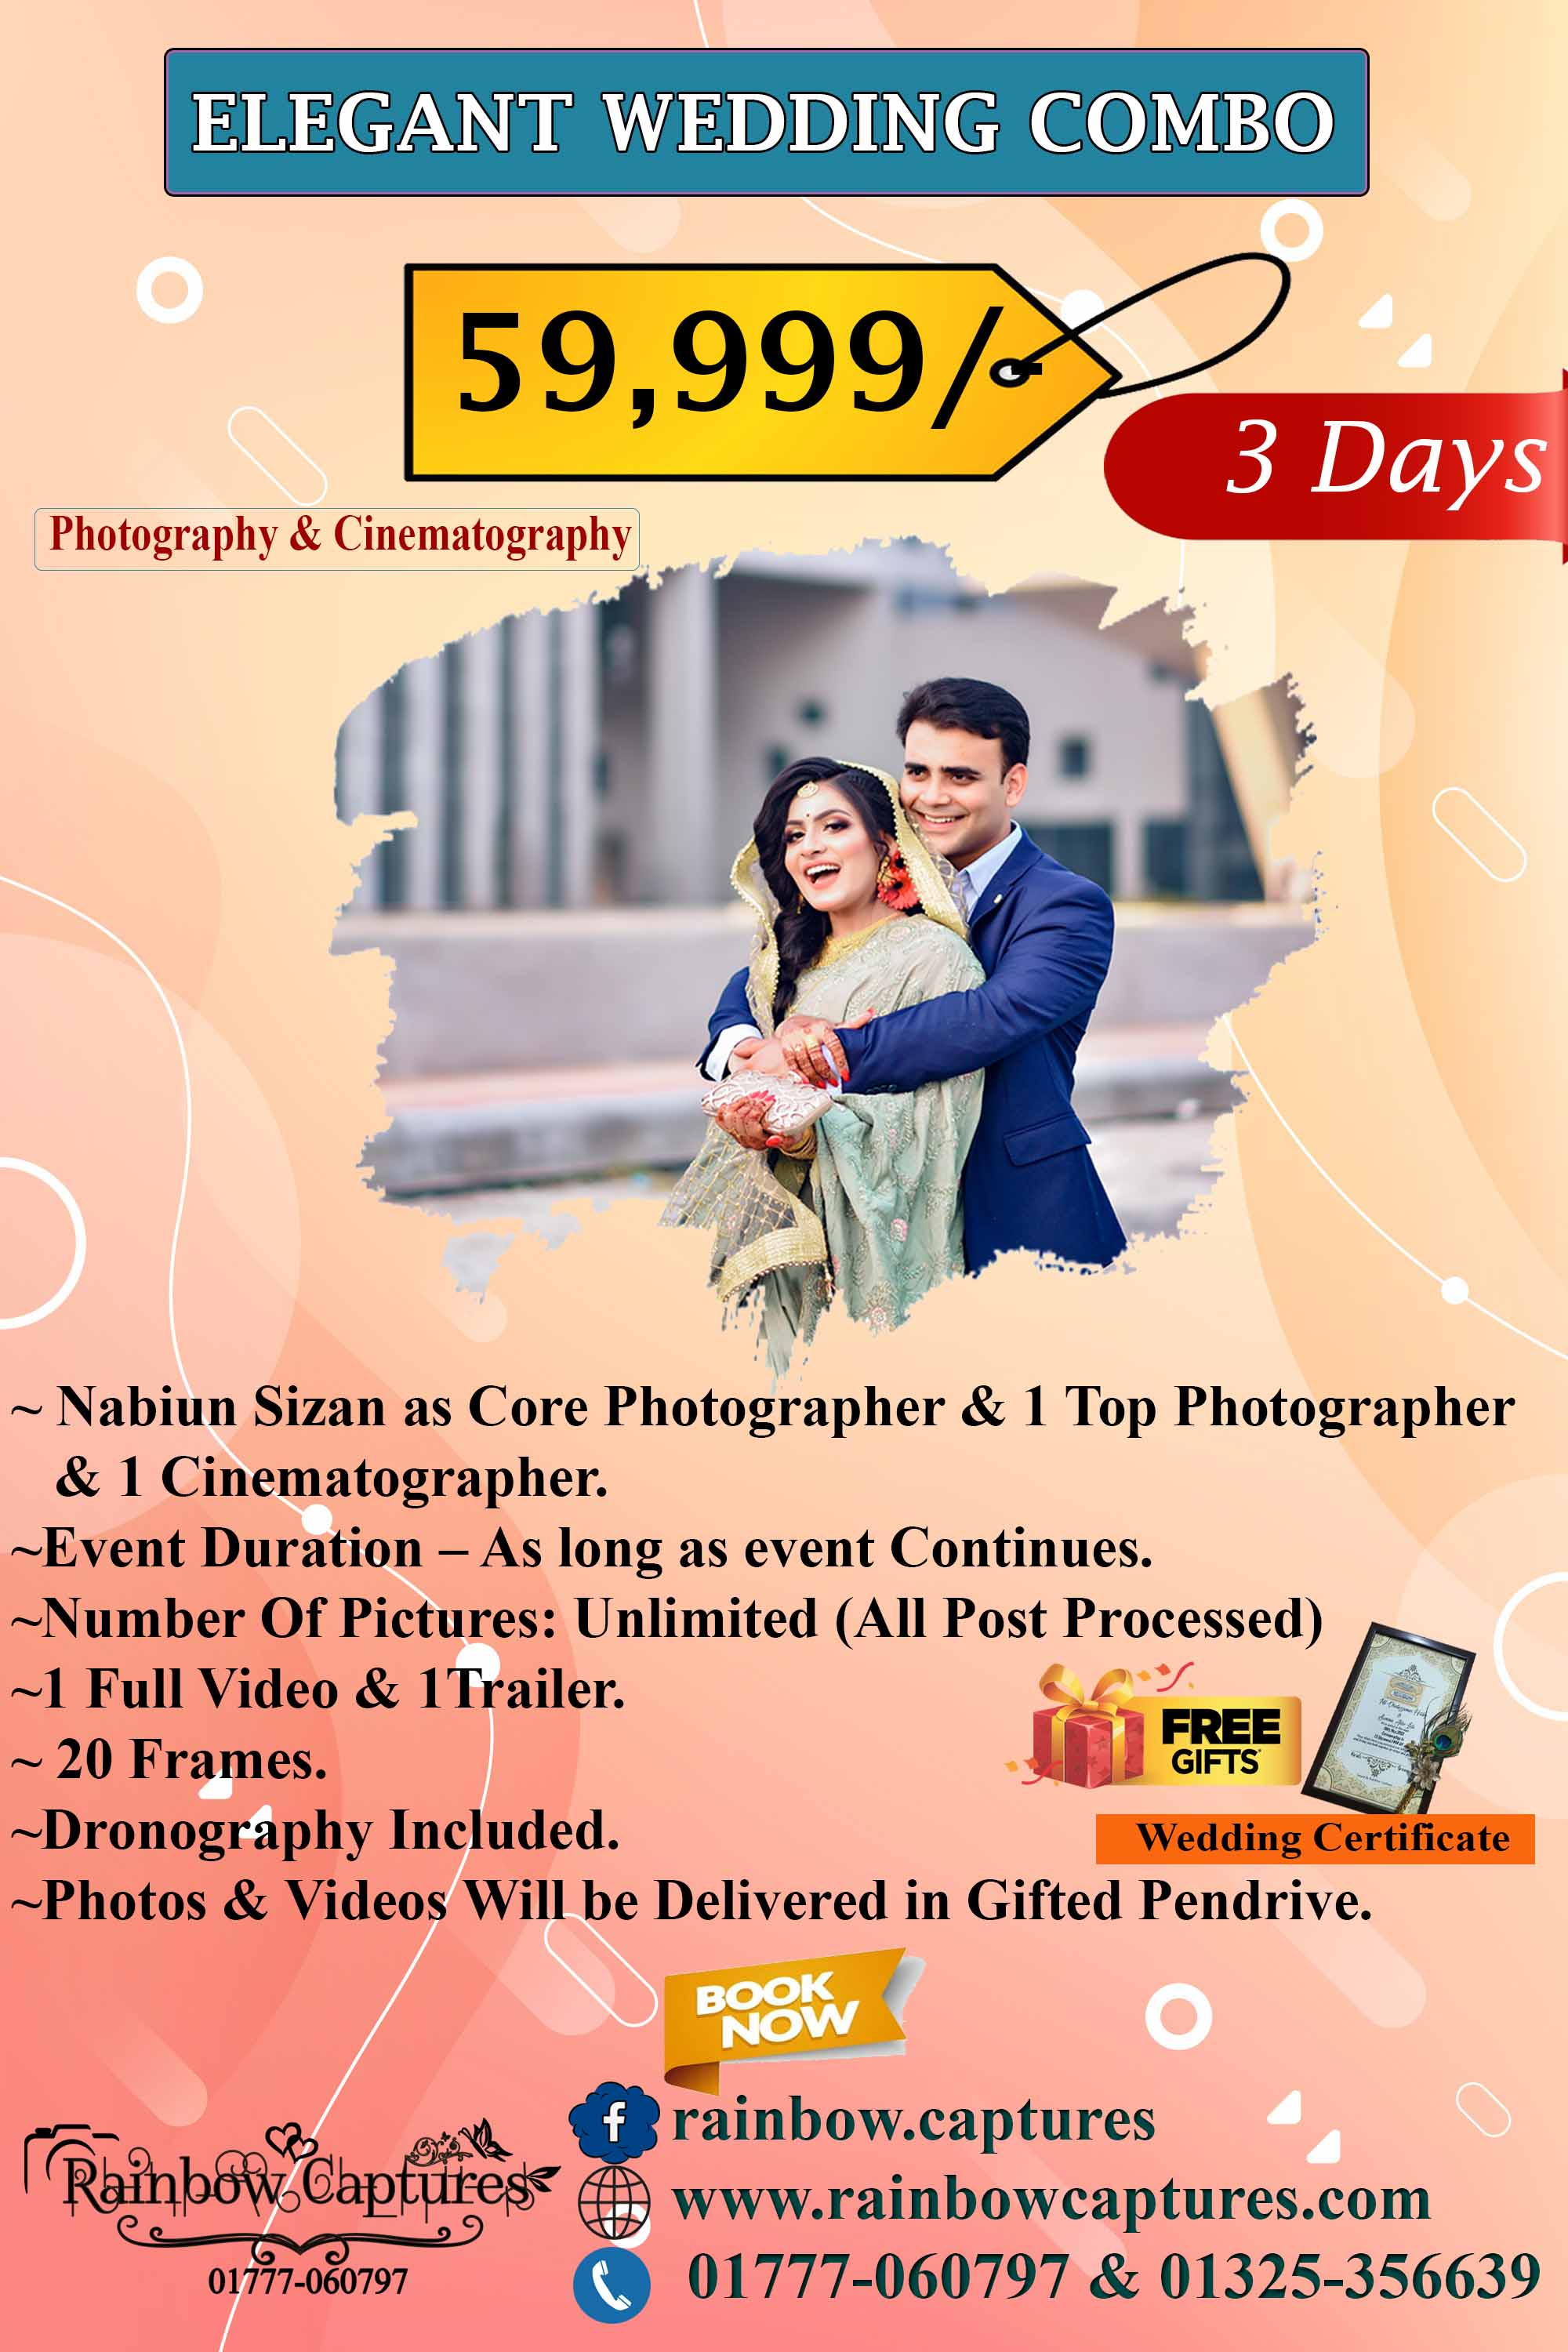 ELEGANT WEDDING COMBO
59,999/-
3 Days
Photography & Cinematography
~ Nabiun Sizan as Core Photographer & 1 Top Photographer
& 1 Cinematographer.
~Event Duration – As long as event Continues.
~Number Of Pictures: Unlimited (All Post Processed)
~1 Full Video & 1Trailer.
~ 20 Frames.
~Dronography Included.
~Photos & Videos Will be Delivered in Gifted Pendrive.
FREE
GIFTS
Wedding Certificate
BOOK
NOW
f rainbow.captures
www.rainbowcaptures.com
01777-060797 & 01325-356639
Rainbow Captures
01777-060797